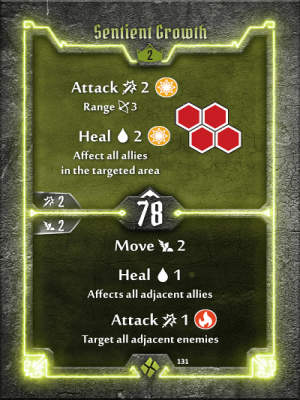 Sentient Growth
2
Attack 2
Range 3
Heal 2
Affect all allies
in the targeted area
2
78
2
Move 2
Heal 1
Affects all adjacent allies
Attack 1
Target all adjacent enemies
131